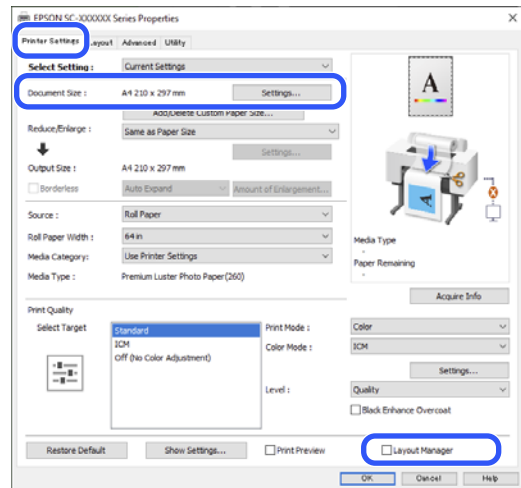 EPSON SC-XXXXXX Series Properties
Printer Settings Layout Advanced Utility
Select Setting : Current Settings
Document Size : A4 210 x 297 mm Settings...
Add/Delete Custom Paper Size...
Reduce/Enlarge : Same as Paper Size
Settings...
Output Size : A4 210 x 297 mm
Borderless Auto Expand Amount of Enlargement...
Source : Roll Paper
Roll Paper Width : 64 in
Media Category: Use Printer Settings
Media Type : Premium Luster Photo Paper(260)
A
Media Type
-
Paper Remaining
-
Acquire Info
Print Quality
Select Target
Standard
ICM
Off (No Color Adjustment)
Print Mode : Color
Color Mode : ICM
Settings...
Level : Quality
Black Enhance Overcoat
Restore Default Show Settings... Print Preview Layout Manager
OK Cancel Help